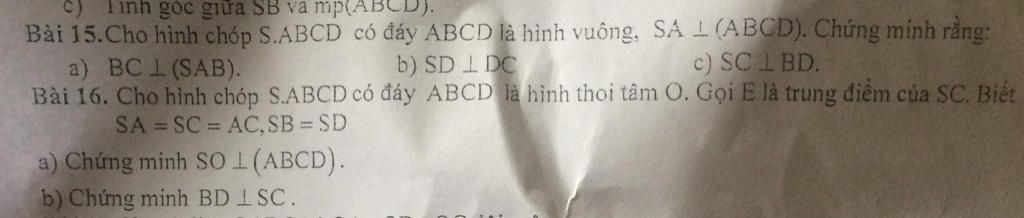 c) Tính góc giữa SB và mp(ABCD).
Bài 15.Cho hình chóp S.ABCD có đáy ABCD là hình vuông, SA ⊥ (ABCD). Chứng minh rằng:
a) BC ⊥ (SAB). b) SD ⊥ DC c) SC ⊥ BD.
Bài 16. Cho hình chóp S.ABCD có đáy ABCD là hình thoi tâm O. Gọi E là trung điểm của SC. Biết
SA = SC = AC, SB = SD
a) Chứng minh SO ⊥ (ABCD).
b) Chứng minh BD ⊥ SC.